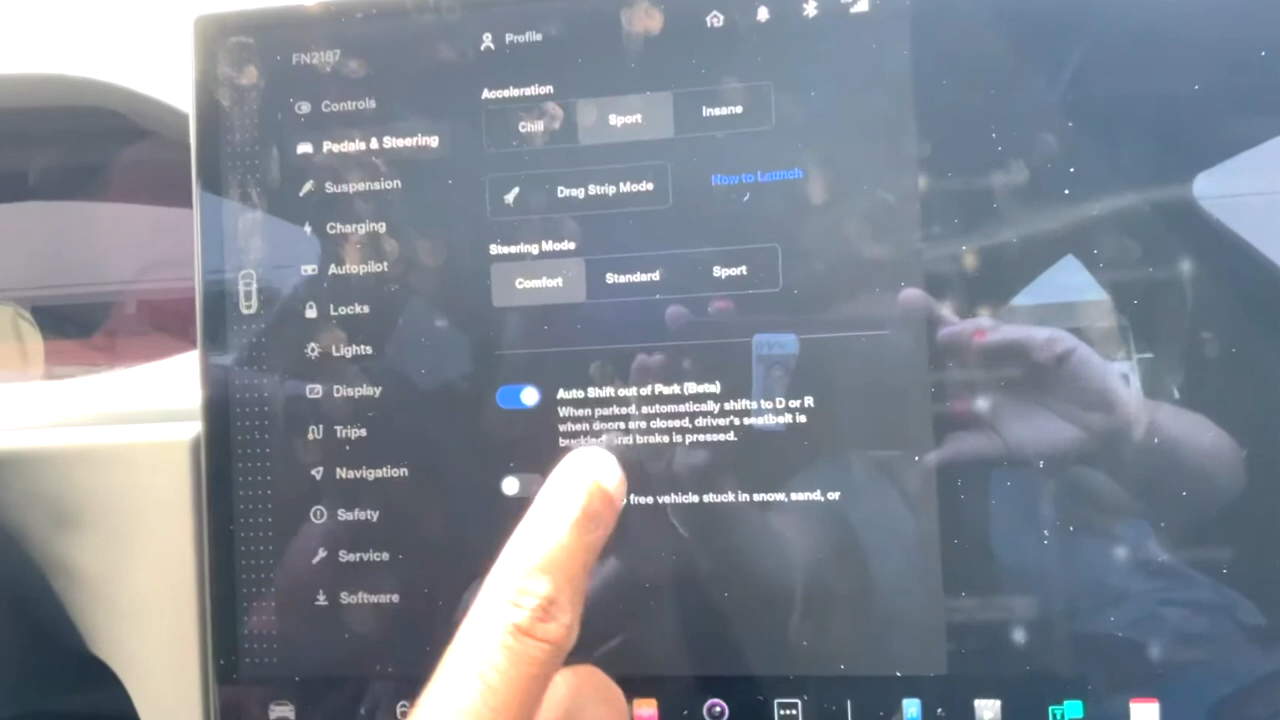 FN2187
Profile
Controls
Pedals & Steering
Suspension
Charging
Autopilot
Locks
Lights
Display
Trips
Navigation
Safety
Service
Software
Acceleration
Chill
Sport
Insane
Drag Strip Mode
How to Launch
Steering Mode
Comfort
Standard
Sport
Auto Shift out of Park (Beta)
When parked, automatically shifts to D or R
when doors are closed, driver's seatbelt is
buckled and brake is pressed.
free vehicle stuck in snow, sand, or